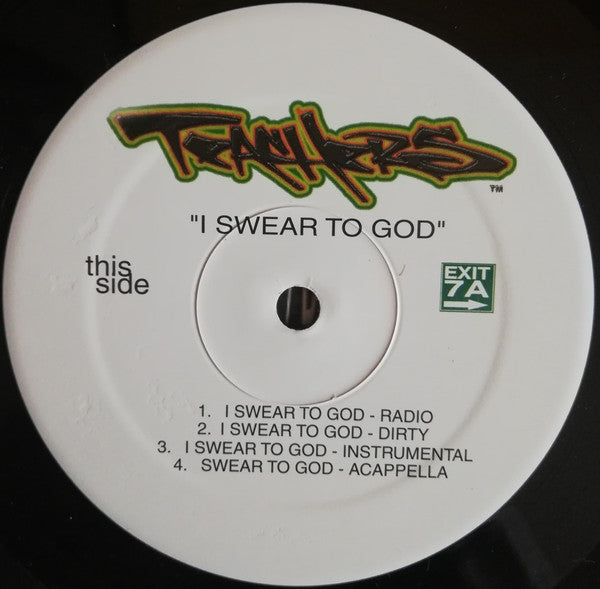 TEACHERS
™
"I SWEAR TO GOD"
this
side
EXIT
7A
1. I SWEAR TO GOD - RADIO
2. I SWEAR TO GOD - DIRTY
3. I SWEAR TO GOD - INSTRUMENTAL
4. SWEAR TO GOD - ACAPPELLA